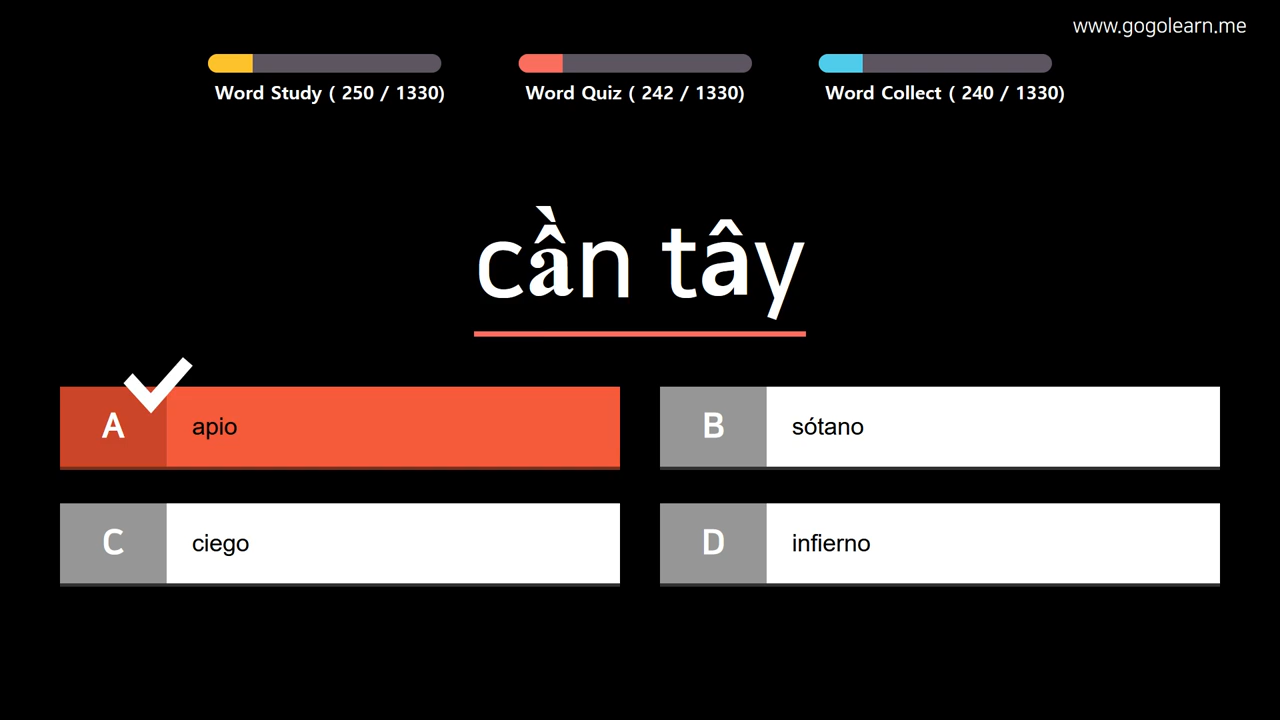 www.gogolearn.me
Word Study ( 250 / 1330)
Word Quiz ( 242 / 1330)
Word Collect ( 240 / 1330)
cần tây
A apio
B sótano
C ciego
D infierno